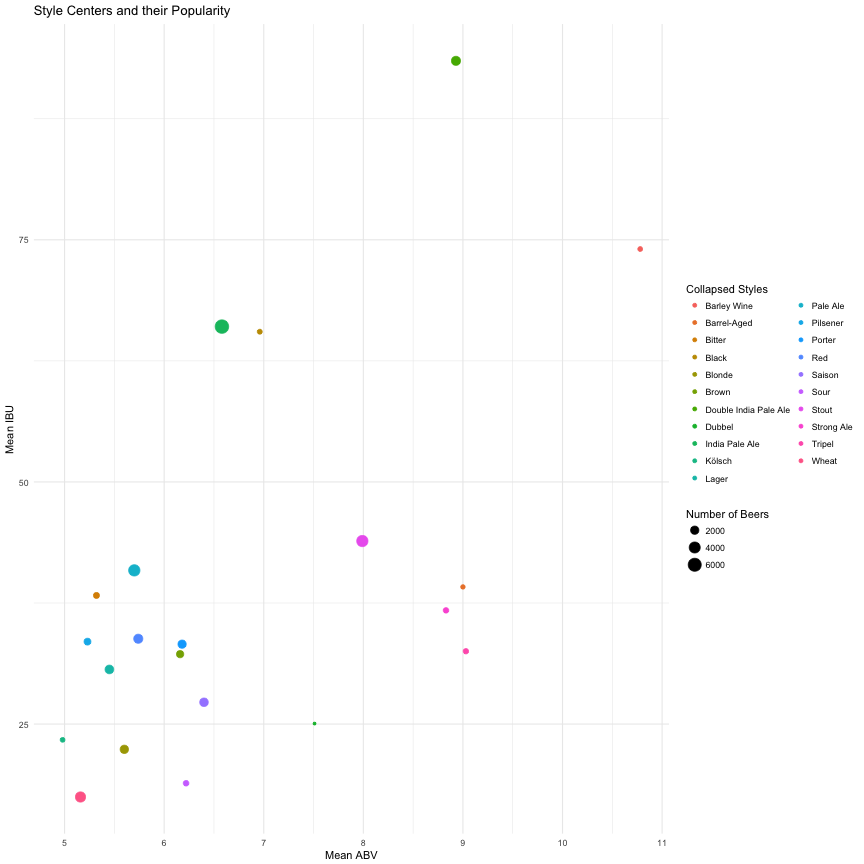 Style Centers and their Popularity
75
50
25
Mean IBU
5 6 7 8 9 10 11
Mean ABV
Collapsed Styles
Barley Wine
Barrel-Aged
Bitter
Black
Blonde
Brown
Double India Pale Ale
Dubbel
India Pale Ale
Kölsch
Lager
Pale Ale
Pilsener
Porter
Red
Saison
Sour
Stout
Strong Ale
Tripel
Wheat
Number of Beers
2000
4000
6000